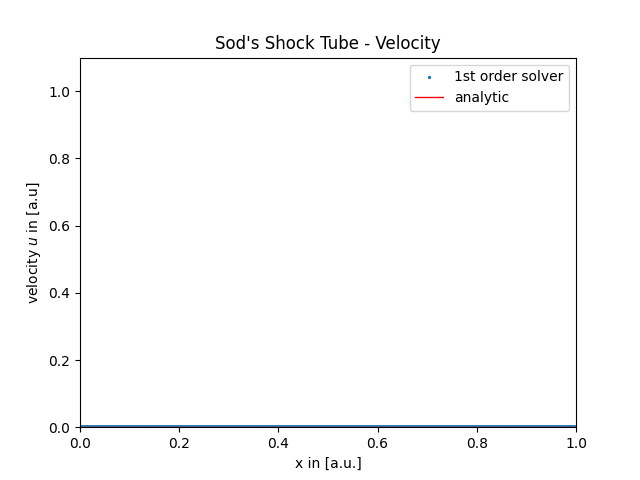 Sod's Shock Tube - Velocity
1st order solver
analytic
1.0
0.8
0.6
0.4
0.2
0.0
velocity u in [a.u]
0.0 0.2 0.4 0.6 0.8 1.0
x in [a.u.]